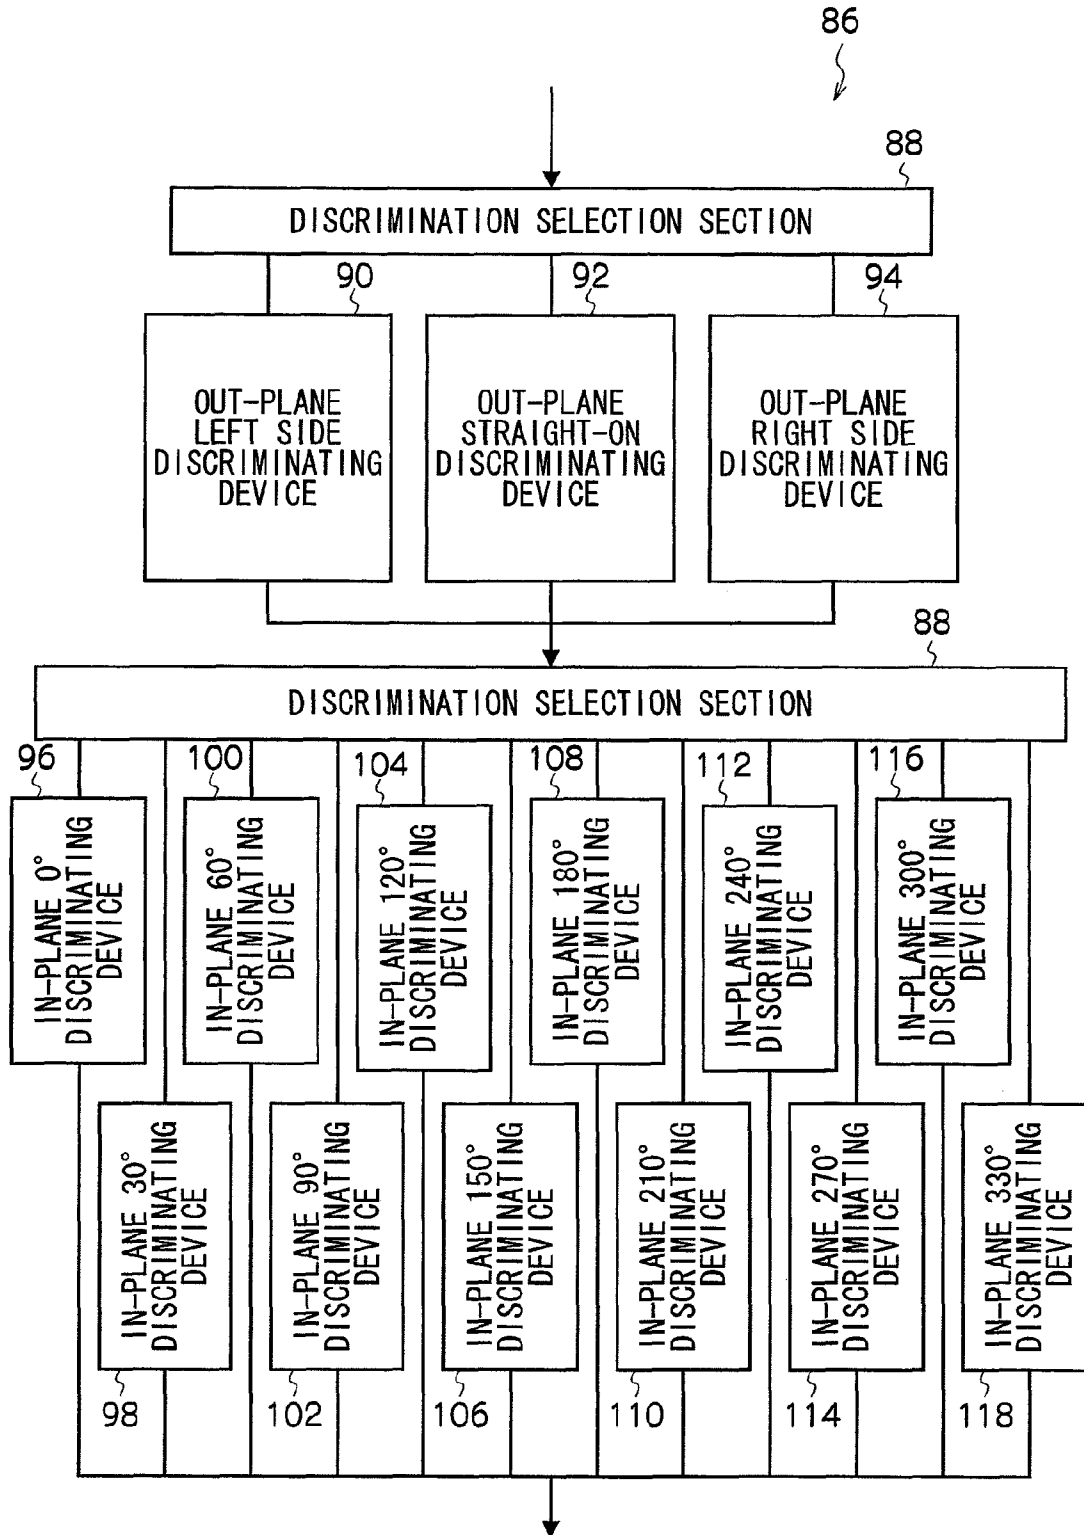 86
88
DISCRIMINATION SELECTION SECTION
90
92
94
OUT-PLANE
LEFT SIDE
DISCRIMINATING
DEVICE
OUT-PLANE
STRAIGHT-ON
DISCRIMINATING
DEVICE
OUT-PLANE
RIGHT SIDE
DISCRIMINATING
DEVICE
88
DISCRIMINATION SELECTION SECTION
96
100
104
108
112
116
IN-PLANE 0°
DISCRIMINATING
DEVICE
IN-PLANE 60°
DISCRIMINATING
DEVICE
IN-PLANE 120°
DISCRIMINATING
DEVICE
IN-PLANE 180°
DISCRIMINATING
DEVICE
IN-PLANE 240°
DISCRIMINATING
DEVICE
IN-PLANE 300°
DISCRIMINATING
DEVICE
IN-PLANE 30°
DISCRIMINATING
DEVICE
IN-PLANE 90°
DISCRIMINATING
DEVICE
IN-PLANE 150°
DISCRIMINATING
DEVICE
IN-PLANE 210°
DISCRIMINATING
DEVICE
IN-PLANE 270°
DISCRIMINATING
DEVICE
IN-PLANE 330°
DISCRIMINATING
DEVICE
98
102
106
110
114
118